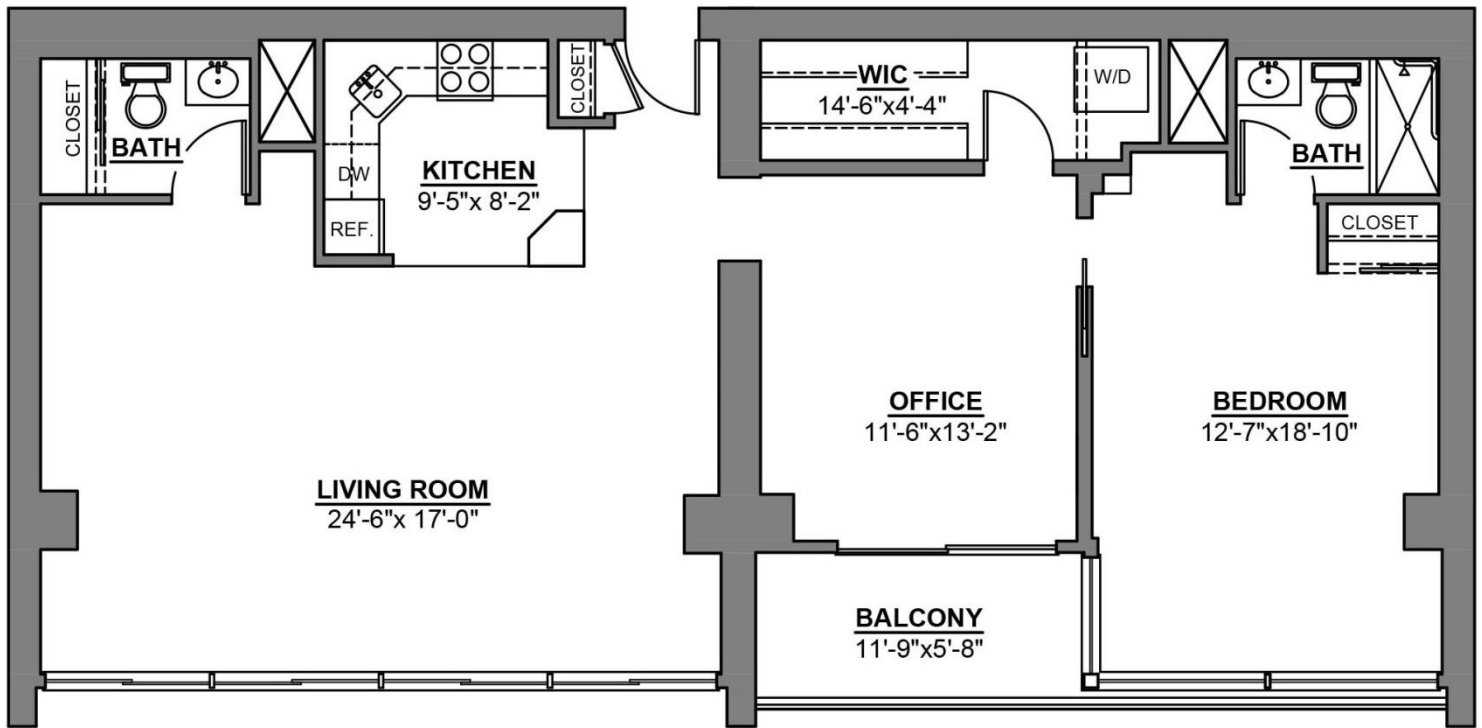 CLOSET
BATH
KITCHEN
9'-5"x 8'-2"
DW
REF.
CLOSET
WIC
14'-6"x4'-4"
W/D
BATH
CLOSET
LIVING ROOM
24'-6"x 17'-0"
OFFICE
11'-6"x13'-2"
BEDROOM
12'-7"x18'-10"
BALCONY
11'-9"x5'-8"